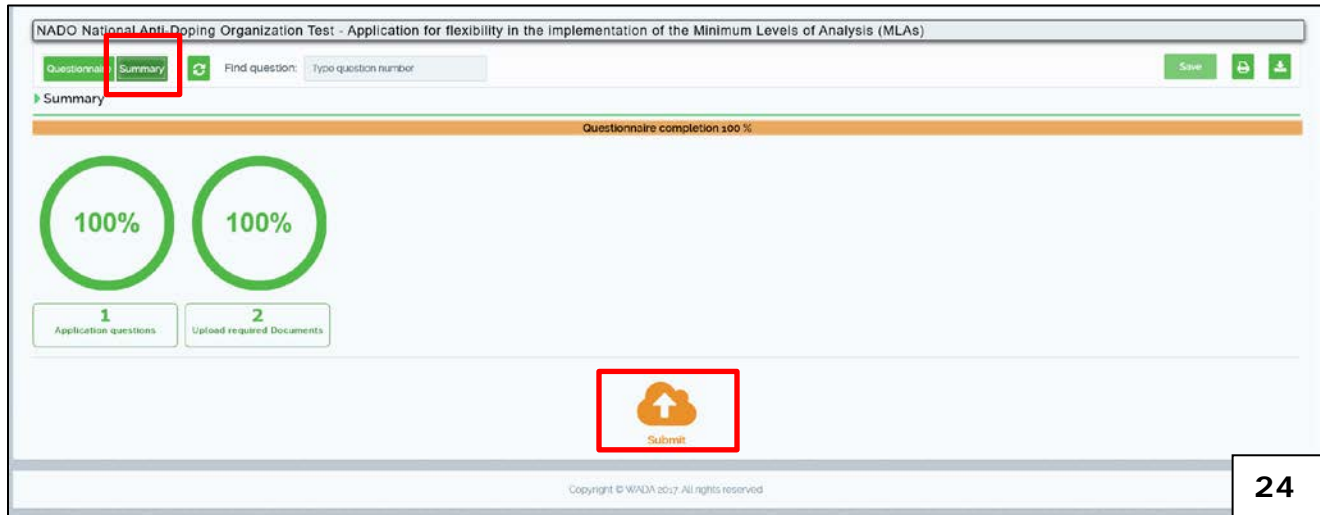 NADO National Anti-Doping Organization Test - Application for flexibility in the implementation of the Minimum Levels of Analysis (MLAs)
Questionnaire Summary Find question: Type question number Save
Summary
Questionnaire completion 100 %
100% 100%
1 2
Application questions Upload required Documents
Submit
Copyright © WADA 2017. All rights reserved
24